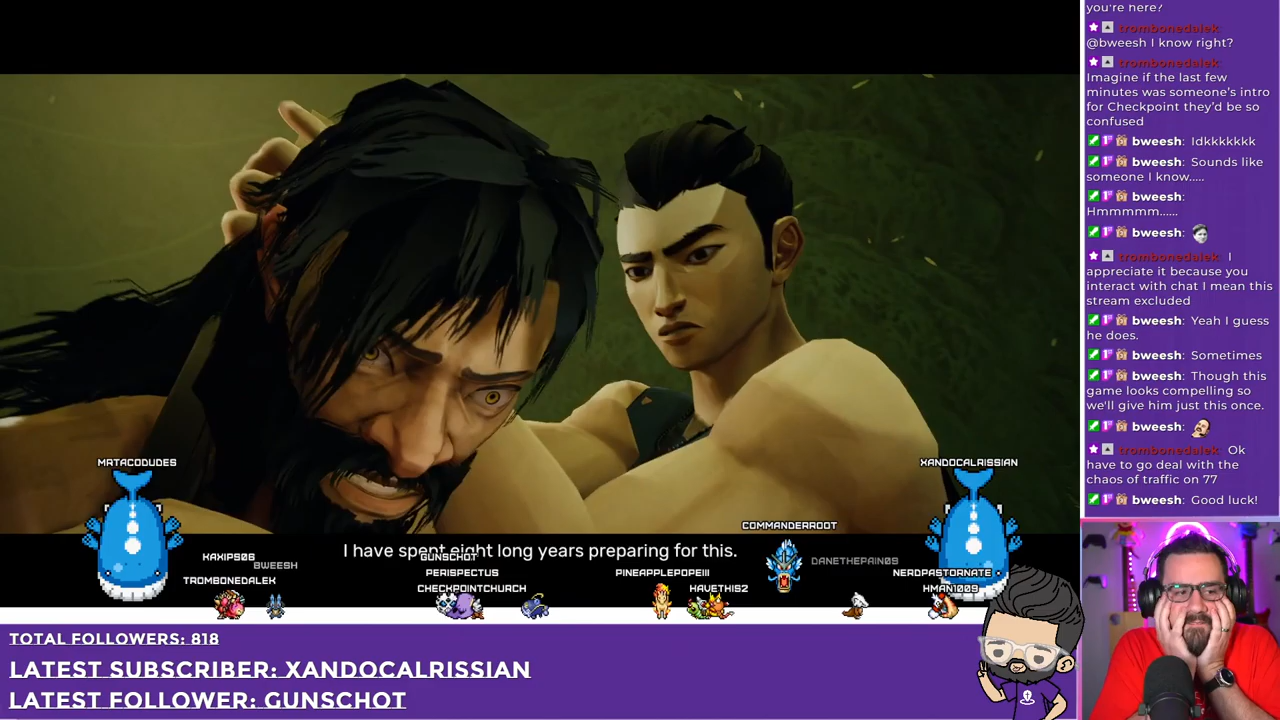 you're here?
trombonedalek:
@bweesh I know right?
trombonedalek:
Imagine if the last few
minutes was someone's intro
for Checkpoint they'd be so
confused
bweesh: Idkkkkkkk
bweesh: Sounds like
someone I know.....
bweesh:
Hmmmmm......
bweesh:
trombonedalek: I
appreciate it because you
interact with chat I mean this
stream excluded
bweesh: Yeah I guess
he does.
bweesh: Sometimes
bweesh: Though this
game looks compelling so
we'll give him just this once.
bweesh:
trombonedalek: Ok
have to go deal with the
chaos of traffic on 77
bweesh: Good luck!
MRTACODUDES
XANDOCALRISSIAN
COMMANDERROOT
I have spent eight long years preparing for this.
KAXIPS06
BWEESH
GUNSCHOT
DANETHEPAIN09
TROMBONEDALEK
PERISPECTUS
PINEAPPLEPOPEIII
NERDPASTORNATE
CHECKPOINTCHURCH
KAVETHIS2
HMAN1009
TOTAL FOLLOWERS: 818
LATEST SUBSCRIBER: XANDOCALRISSIAN
LATEST FOLLOWER: GUNSCHOT